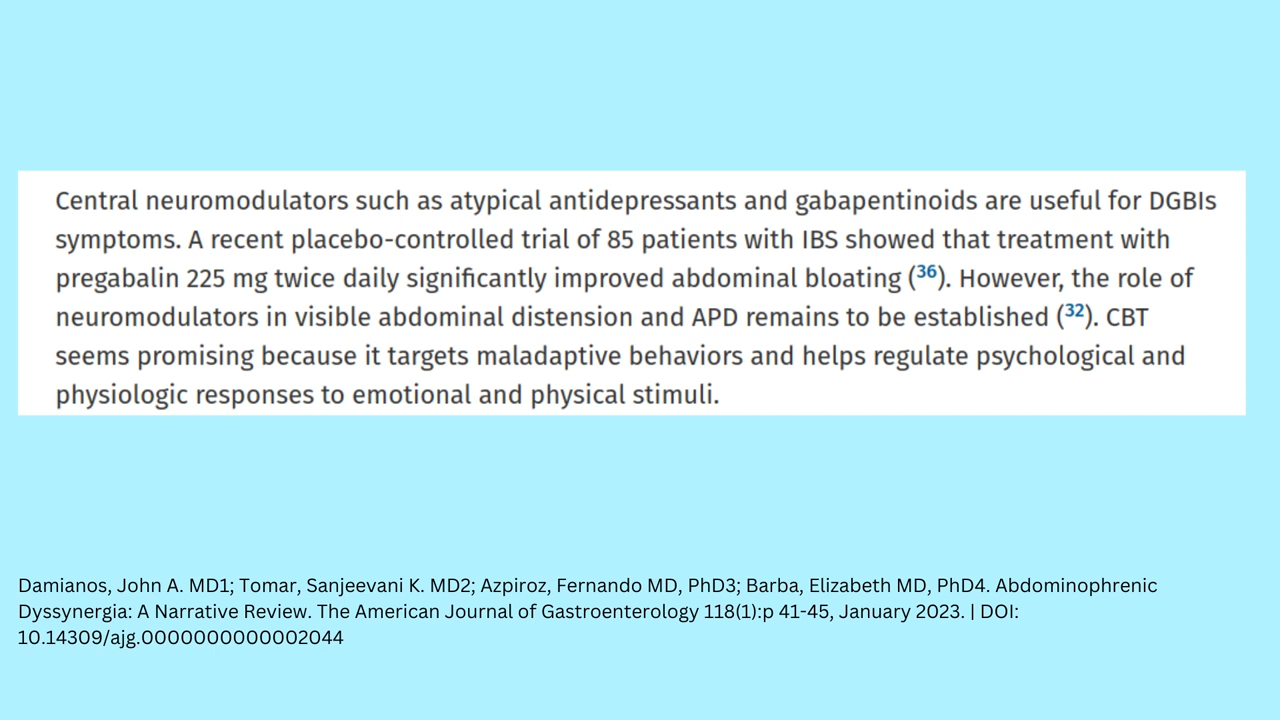 Central neuromodulators such as atypical antidepressants and gabapentinoids are useful for DGBIs
symptoms. A recent placebo-controlled trial of 85 patients with IBS showed that treatment with
pregabalin 225 mg twice daily significantly improved abdominal bloating (36). However, the role of
neuromodulators in visible abdominal distension and APD remains to be established (32). CBT
seems promising because it targets maladaptive behaviors and helps regulate psychological and
physiologic responses to emotional and physical stimuli.
Damianos, John A. MD1; Tomar, Sanjeevani K. MD2; Azpiroz, Fernando MD, PhD3; Barba, Elizabeth MD, PhD4. Abdominophrenic
Dyssynergia: A Narrative Review. The American Journal of Gastroenterology 118(1):p 41-45, January 2023. | DOI:
10.14309/ajg.0000000000002044